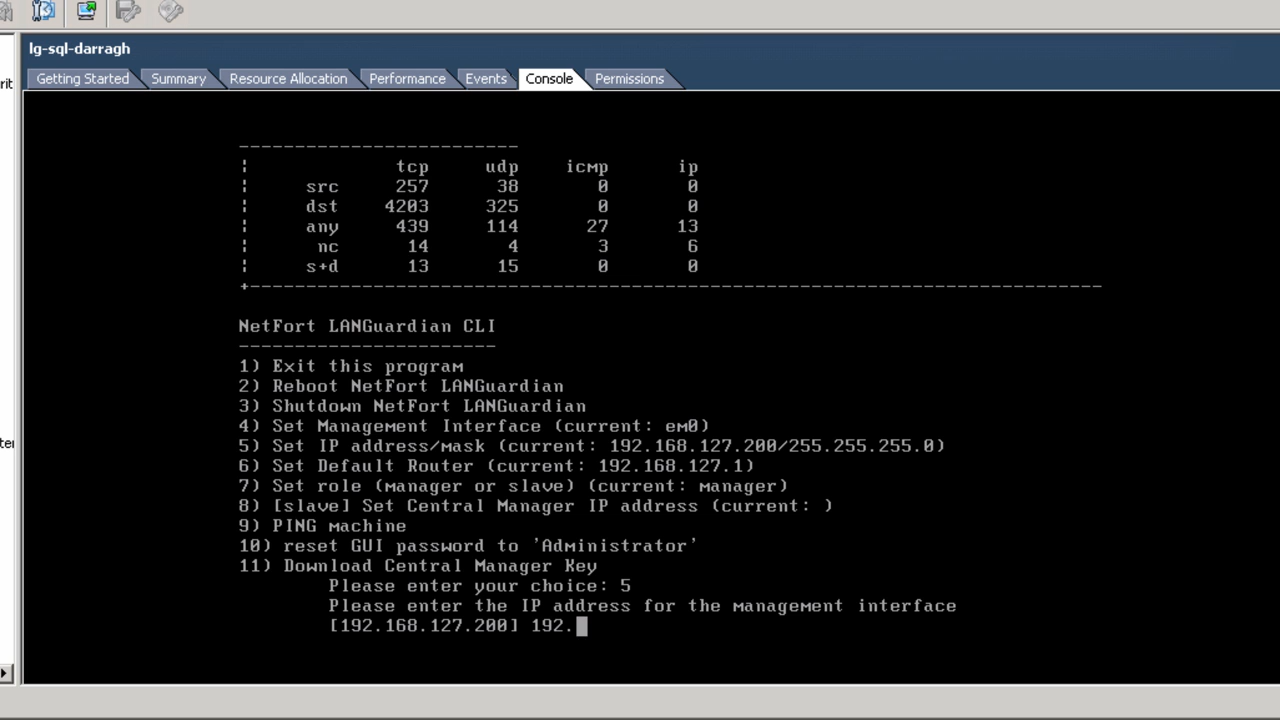 lg-sql-darragh
Getting Started Summary Resource Allocation Performance Events Console Permissions
rit
------------------------- 
¦ tcp udp icmp ip
¦ src 257 38 0 0
¦ dst 4203 325 0 0
¦ any 439 114 27 13
¦ nc 14 4 3 6
¦ s+d 13 15 0 0
+----------------------------------------------------------------------------
NetFort LANGuardian CLI
-----------------------
1) Exit this program
2) Reboot NetFort LANGuardian
3) Shutdown NetFort LANGuardian
4) Set Management Interface (current: em0)
5) Set IP address/mask (current: 192.168.127.200/255.255.255.0)
ter
6) Set Default Router (current: 192.168.127.1)
7) Set role (manager or slave) (current: manager)
8) [slave] Set Central Manager IP address (current: )
9) PING machine
10) reset GUI password to 'Administrator'
11) Download Central Manager Key
Please enter your choice: 5
Please enter the IP address for the management interface
[192.168.127.200] 192.